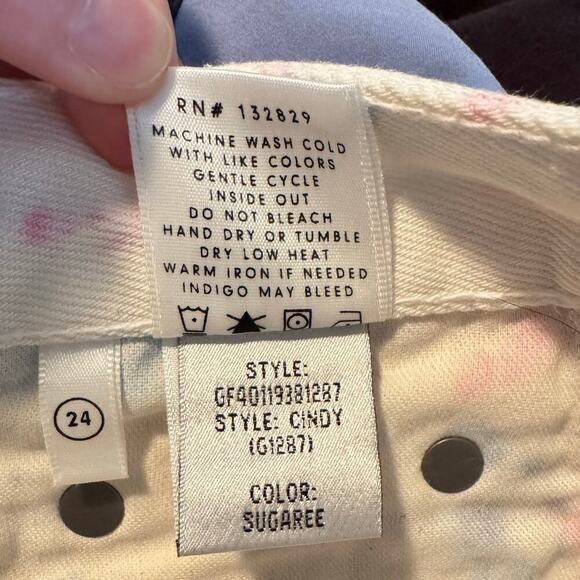 RN# 132829
MACHINE WASH COLD
WITH LIKE COLORS
GENTLE CYCLE
INSIDE OUT
DO NOT BLEACH
HAND DRY OR TUMBLE
DRY LOW HEAT
WARM IRON IF NEEDED
INDIGO MAY BLEED
24
STYLE:
GF40119381287
STYLE: CINDY
(G1287)
COLOR:
SUGAREE